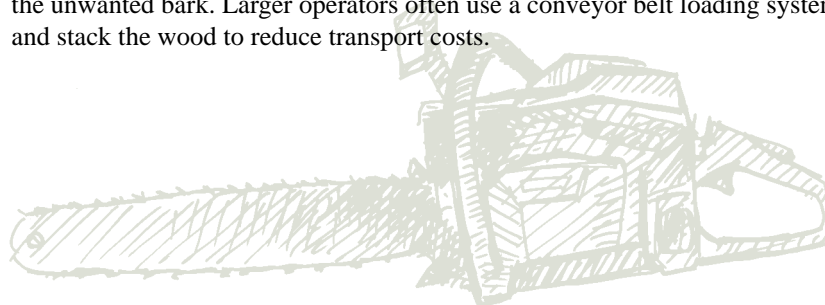 the unwanted bark. Larger operators often use a conveyor belt loading system
and stack the wood to reduce transport costs.